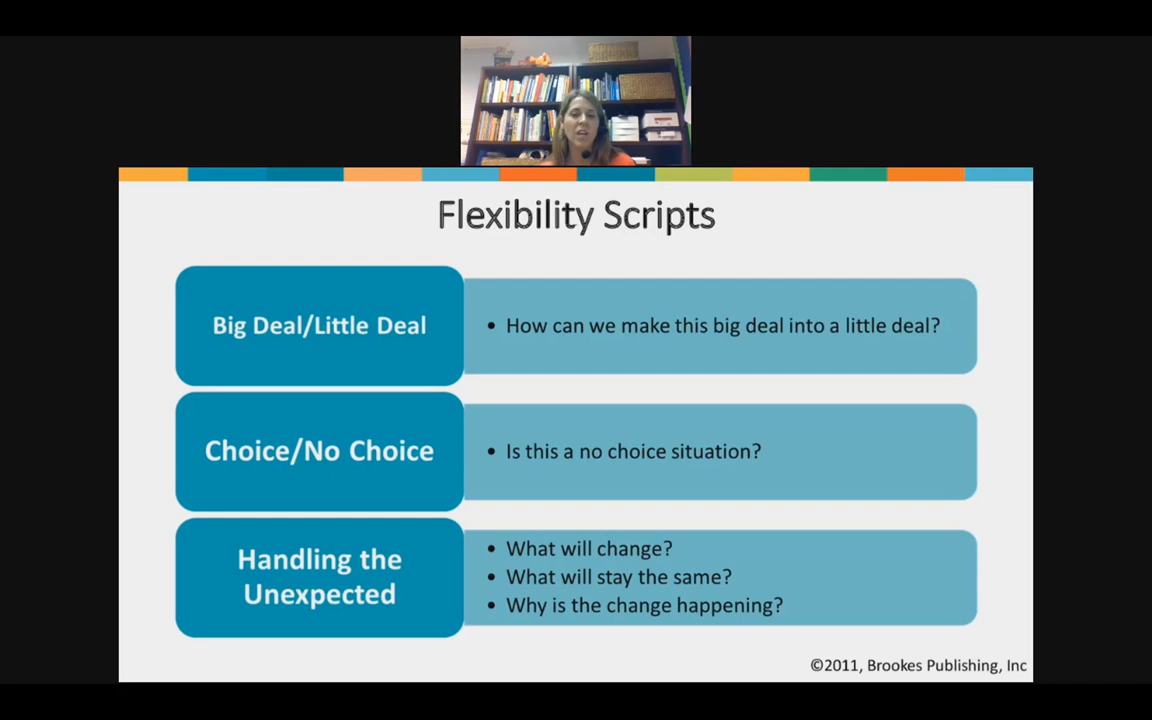 Flexibility Scripts
Big Deal/Little Deal
• How can we make this big deal into a little deal?
Choice/No Choice
• Is this a no choice situation?
Handling the
Unexpected
• What will change?
• What will stay the same?
• Why is the change happening?
©2011, Brookes Publishing, Inc